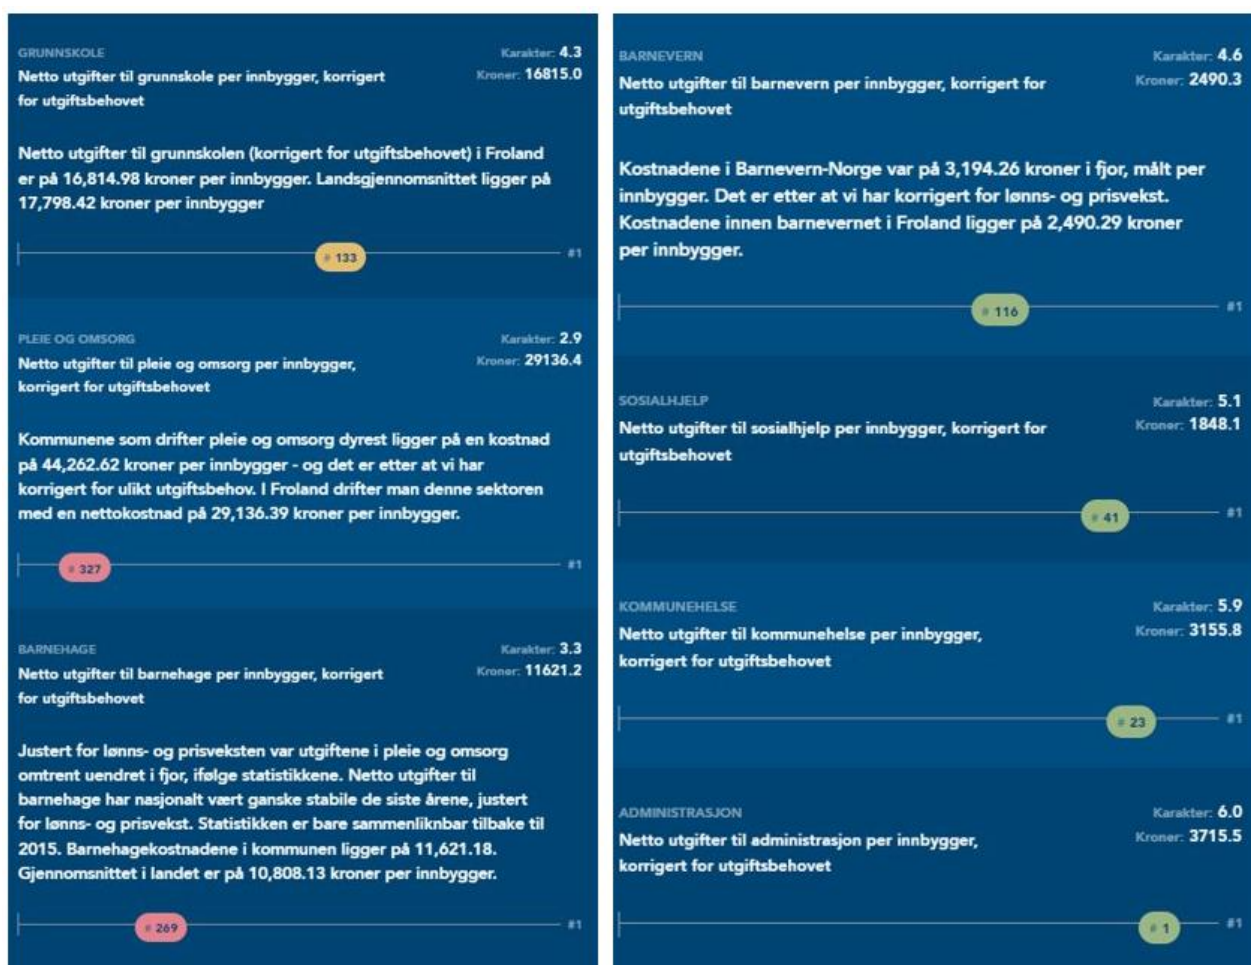 GRUNNSKOLE
Karakter: 4.3
Netto utgifter til grunnskole per innbygger, korrigert
Kroner: 16815.0
for utgiftsbehovet
Netto utgifter til grunnskolen (korrigert for utgiftsbehovet) i Froland
er på 16,814.98 kroner per innbygger. Landsgjennomsnittet ligger på
17,798.42 kroner per innbygger
# 133
#1
PLEIE OG OMSORG
Karakter: 2.9
Netto utgifter til pleie og omsorg per innbygger,
Kroner: 29136.4
korrigert for utgiftsbehovet
Kommunene som drifter pleie og omsorg dyrest ligger på en kostnad
på 44,262.62 kroner per innbygger - og det er etter at vi har
korrigert for ulikt utgiftsbehov. I Froland drifter man denne sektoren
med en nettokostnad på 29,136.39 kroner per innbygger.
# 327
#1
BARNEHAGE
Karakter: 3.3
Netto utgifter til barnehage per innbygger, korrigert
Kroner: 11621.2
for utgiftsbehovet
Justert for lønns- og prisveksten var utgiftene i pleie og omsorg
omtrent uendret i fjor, ifølge statistikkene. Netto utgifter til
barnehage har nasjonalt vært ganske stabile de siste årene, justert
for lønns- og prisvekst. Statistikken er bare sammenliknbar tilbake til
2015. Barnehagekostnadene i kommunen ligger på 11,621.18.
Gjennomsnittet i landet er på 10,808.13 kroner per innbygger.
# 269
#1
BARNEVERN
Karakter: 4.6
Netto utgifter til barnevern per innbygger, korrigert for
Kroner: 2490.3
utgiftsbehovet
Kostnadene i Barnevern-Norge var på 3,194.26 kroner i fjor, målt per
innbygger. Det er etter at vi har korrigert for lønns- og prisvekst.
Kostnadene innen barnevernet i Froland ligger på 2,490.29 kroner
per innbygger.
# 116
#1
SOSIALHJELP
Karakter: 5.1
Netto utgifter til sosialhjelp per innbygger, korrigert for
Kroner: 1848.1
utgiftsbehovet
# 41
#1
KOMMUNEHELSE
Karakter: 5.9
Netto utgifter til kommunehelse per innbygger,
Kroner: 3155.8
korrigert for utgiftsbehovet
# 23
#1
ADMINISTRASJON
Karakter: 6.0
Netto utgifter til administrasjon per innbygger,
Kroner: 3715.5
korrigert for utgiftsbehovet
# 1
#1